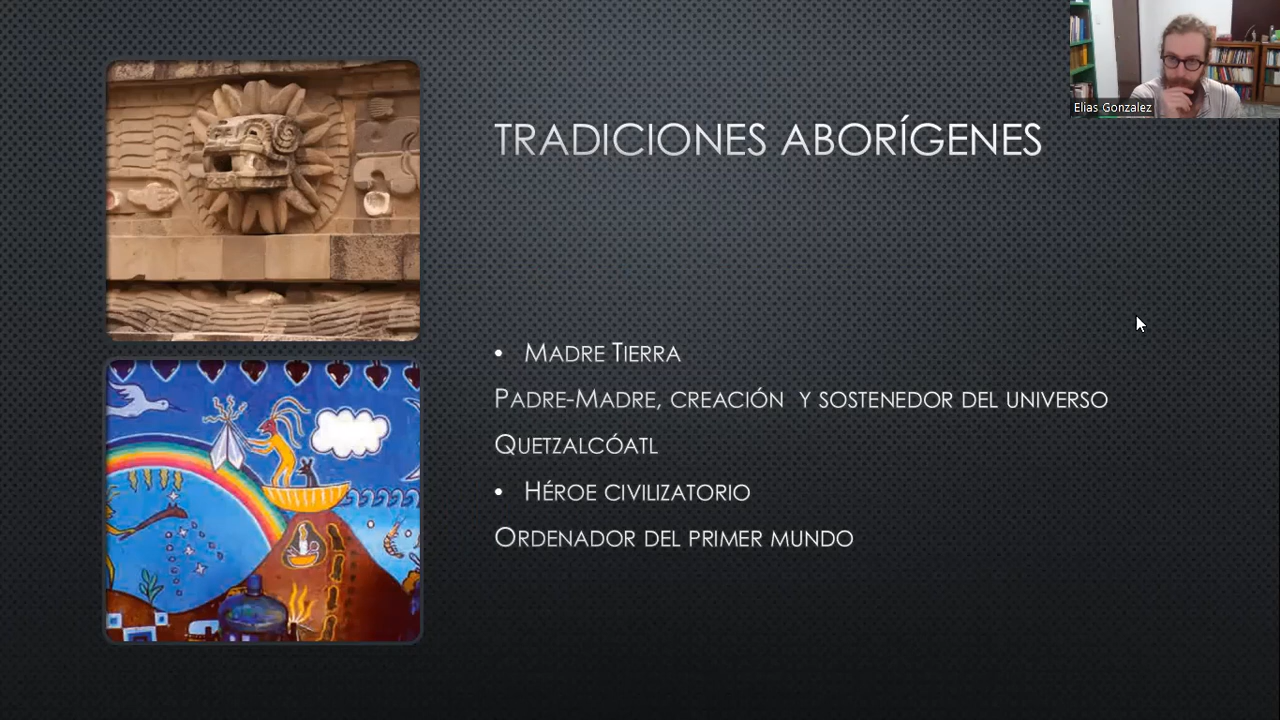 Elias Gonzalez
TRADICIONES ABORÍGENES
• MADRE TIERRA
PADRE-MADRE, CREACIÓN Y SOSTENEDOR DEL UNIVERSO
QUETZALCÓATL
• HÉROE CIVILIZATORIO
ORDENADOR DEL PRIMER MUNDO